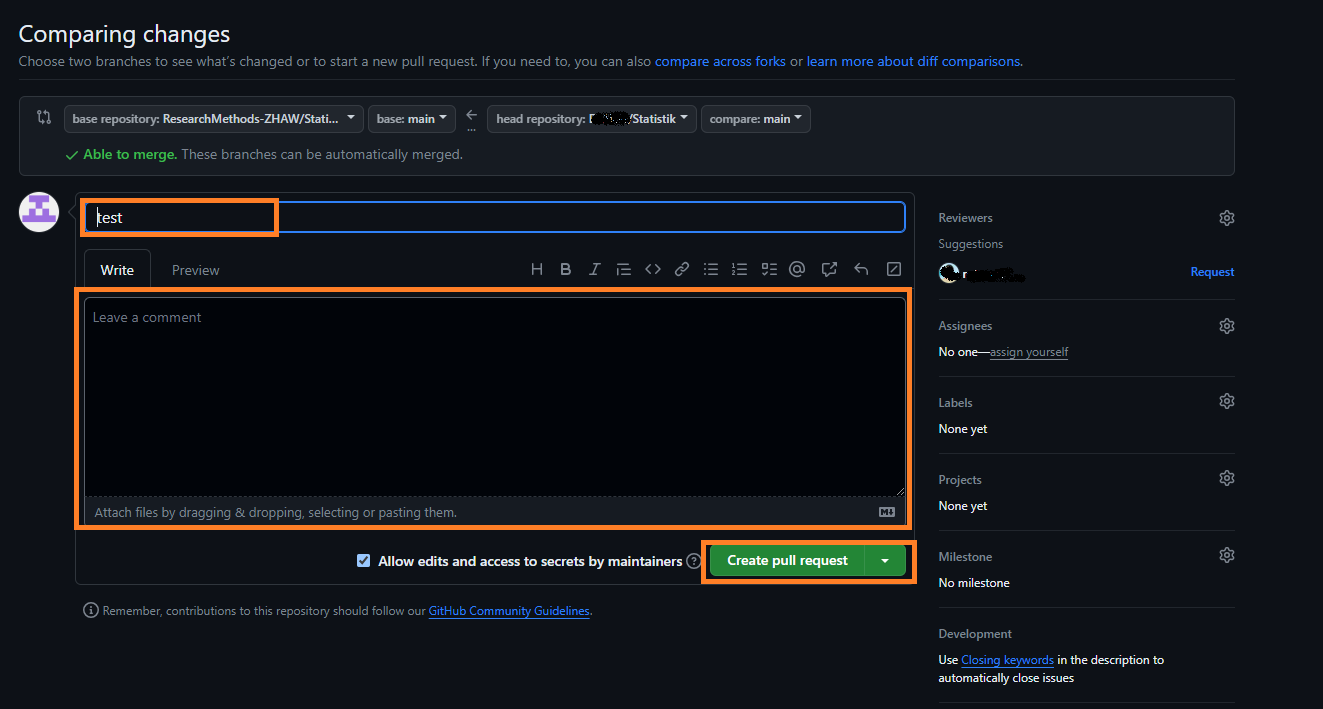 Comparing changes
Choose two branches to see what's changed or to start a new pull request. If you need to, you can also compare across forks or learn more about diff comparisons.
base repository: ResearchMethods-ZHAW/Stati... base: main ← ... head repository: /Statistik compare: main
Able to merge. These branches can be automatically merged.
test
Write Preview
Leave a comment
Attach files by dragging & dropping, selecting or pasting them.
Allow edits and access to secrets by maintainers ? Create pull request
Remember, contributions to this repository should follow our GitHub Community Guidelines.
Reviewers
Suggestions
Request
Assignees
No one—assign yourself
Labels
None yet
Projects
None yet
Milestone
No milestone
Development
Use Closing keywords in the description to
automatically close issues